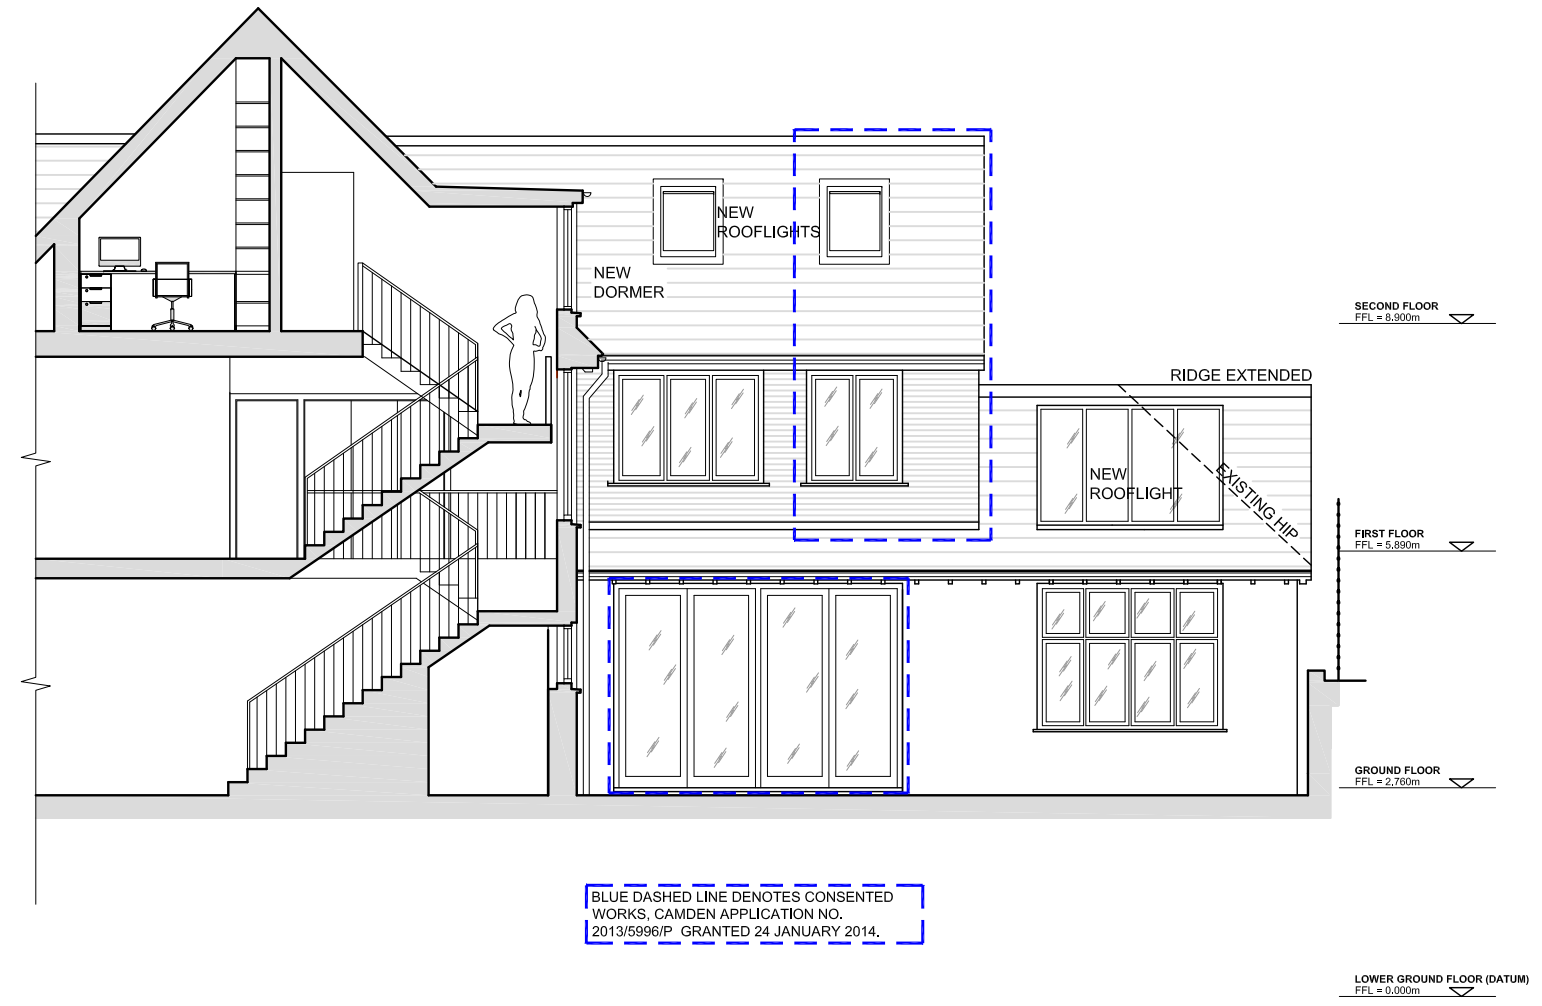 NEW
ROOFLIGHTS
NEW
DORMER
SECOND FLOOR
FFL = 8.900m
RIDGE EXTENDED
NEW
ROOFLIGHT
EXISTING HIP
FIRST FLOOR
FFL = 5.890m
GROUND FLOOR
FFL = 2.760m
BLUE DASHED LINE DENOTES CONSENTED
WORKS, CAMDEN APPLICATION NO.
2013/5996/P GRANTED 24 JANUARY 2014.
LOWER GROUND FLOOR (DATUM)
FFL = 0.000m